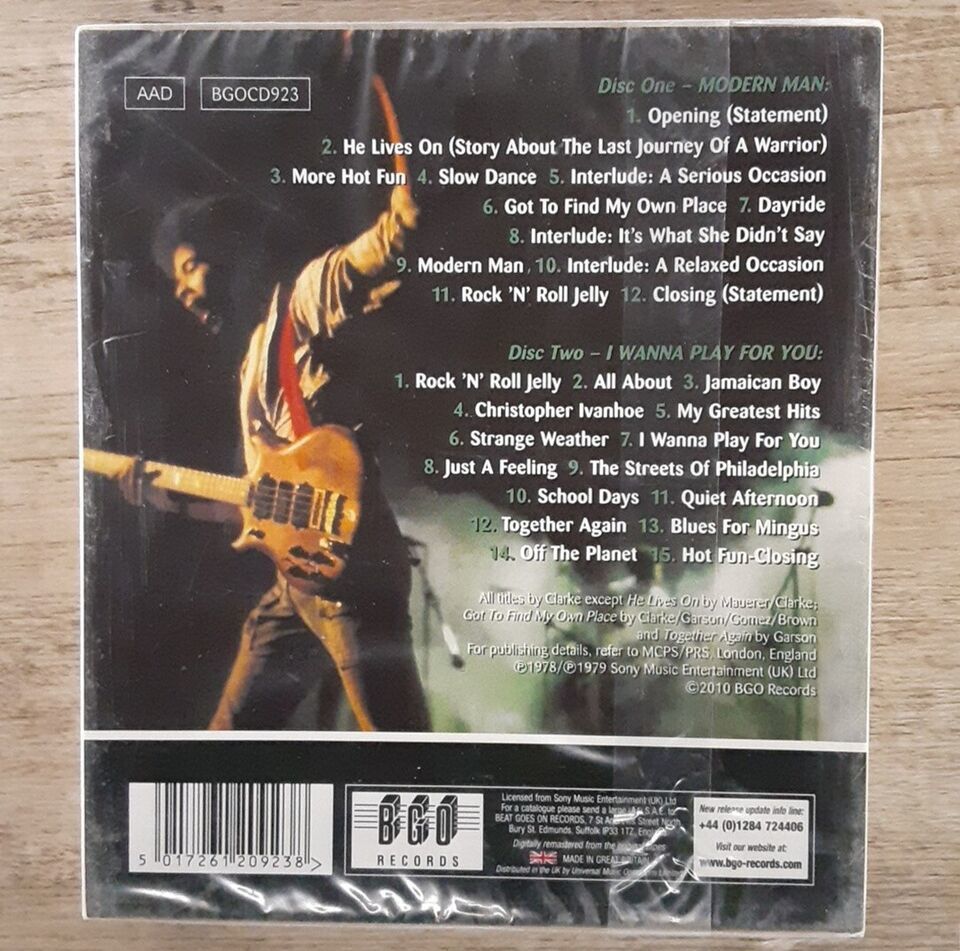 AAD
BGOCD923
Disc One – MODERN MAN:
1. Opening (Statement)
2. He Lives On (Story About The Last Journey Of A Warrior)
3. More Hot Fun 4. Slow Dance 5. Interlude: A Serious Occasion
6. Got To Find My Own Place 7. Dayride
8. Interlude: It's What She Didn't Say
9. Modern Man 10. Interlude: A Relaxed Occasion
11. Rock 'N' Roll Jelly 12. Closing (Statement)
Disc Two – I WANNA PLAY FOR YOU:
1. Rock 'N' Roll Jelly 2. All About 3. Jamaican Boy
4. Christopher Ivanhoe 5. My Greatest Hits
6. Strange Weather 7. I Wanna Play For You
8. Just A Feeling 9. The Streets Of Philadelphia
10. School Days 11. Quiet Afternoon
12. Together Again 13. Blues For Mingus
14. Off The Planet 15. Hot Fun-Closing
All titles by Clarke except He Lives On by Mauerer/Clarke;
Got To Find My Own Place by Clarke/Garson/Gomez/Brown
and Together Again by Garson
For publishing details, refer to MCPS/PRS, London, England
℗1978/℗1979 Sony Music Entertainment (UK) Ltd
©2010 BGO Records
5 017261 209238 >
BGO
RECORDS
Licensed from Sony Music Entertainment (UK) Ltd
For a catalogue please send a large S.A.E. to:
BEAT GOES ON RECORDS, 7 St Street North,
Bury St. Edmunds, Suffolk IP33 1TZ, England
Digitally remastered from the original tapes
MADE IN GREAT BRITAIN
Distributed in the UK by Universal Music
New release update info line:
+44 (0)1284 724406
Visit our website at:
www.bgo-records.com